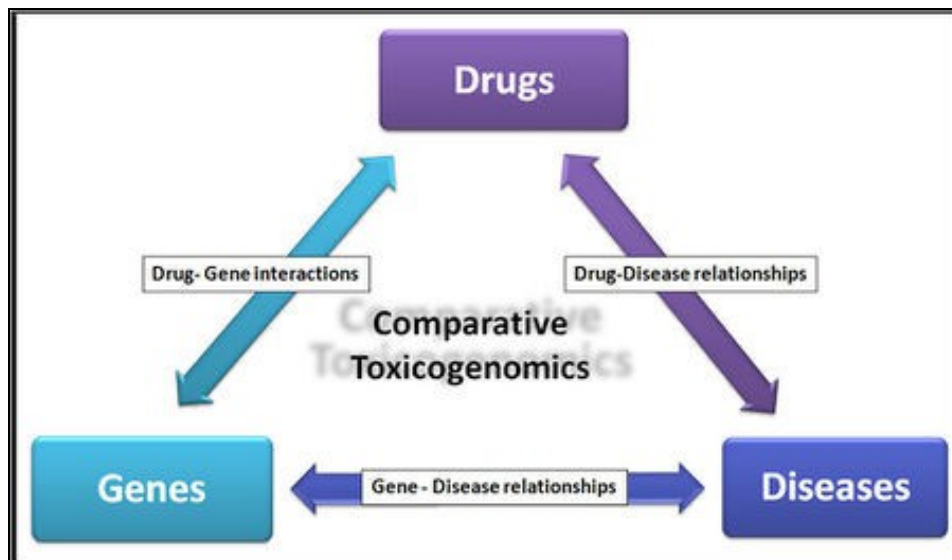 Drugs
Drug- Gene interactions
Drug-Disease relationships
Comparative
Toxicogenomics
Genes
Gene - Disease relationships
Diseases